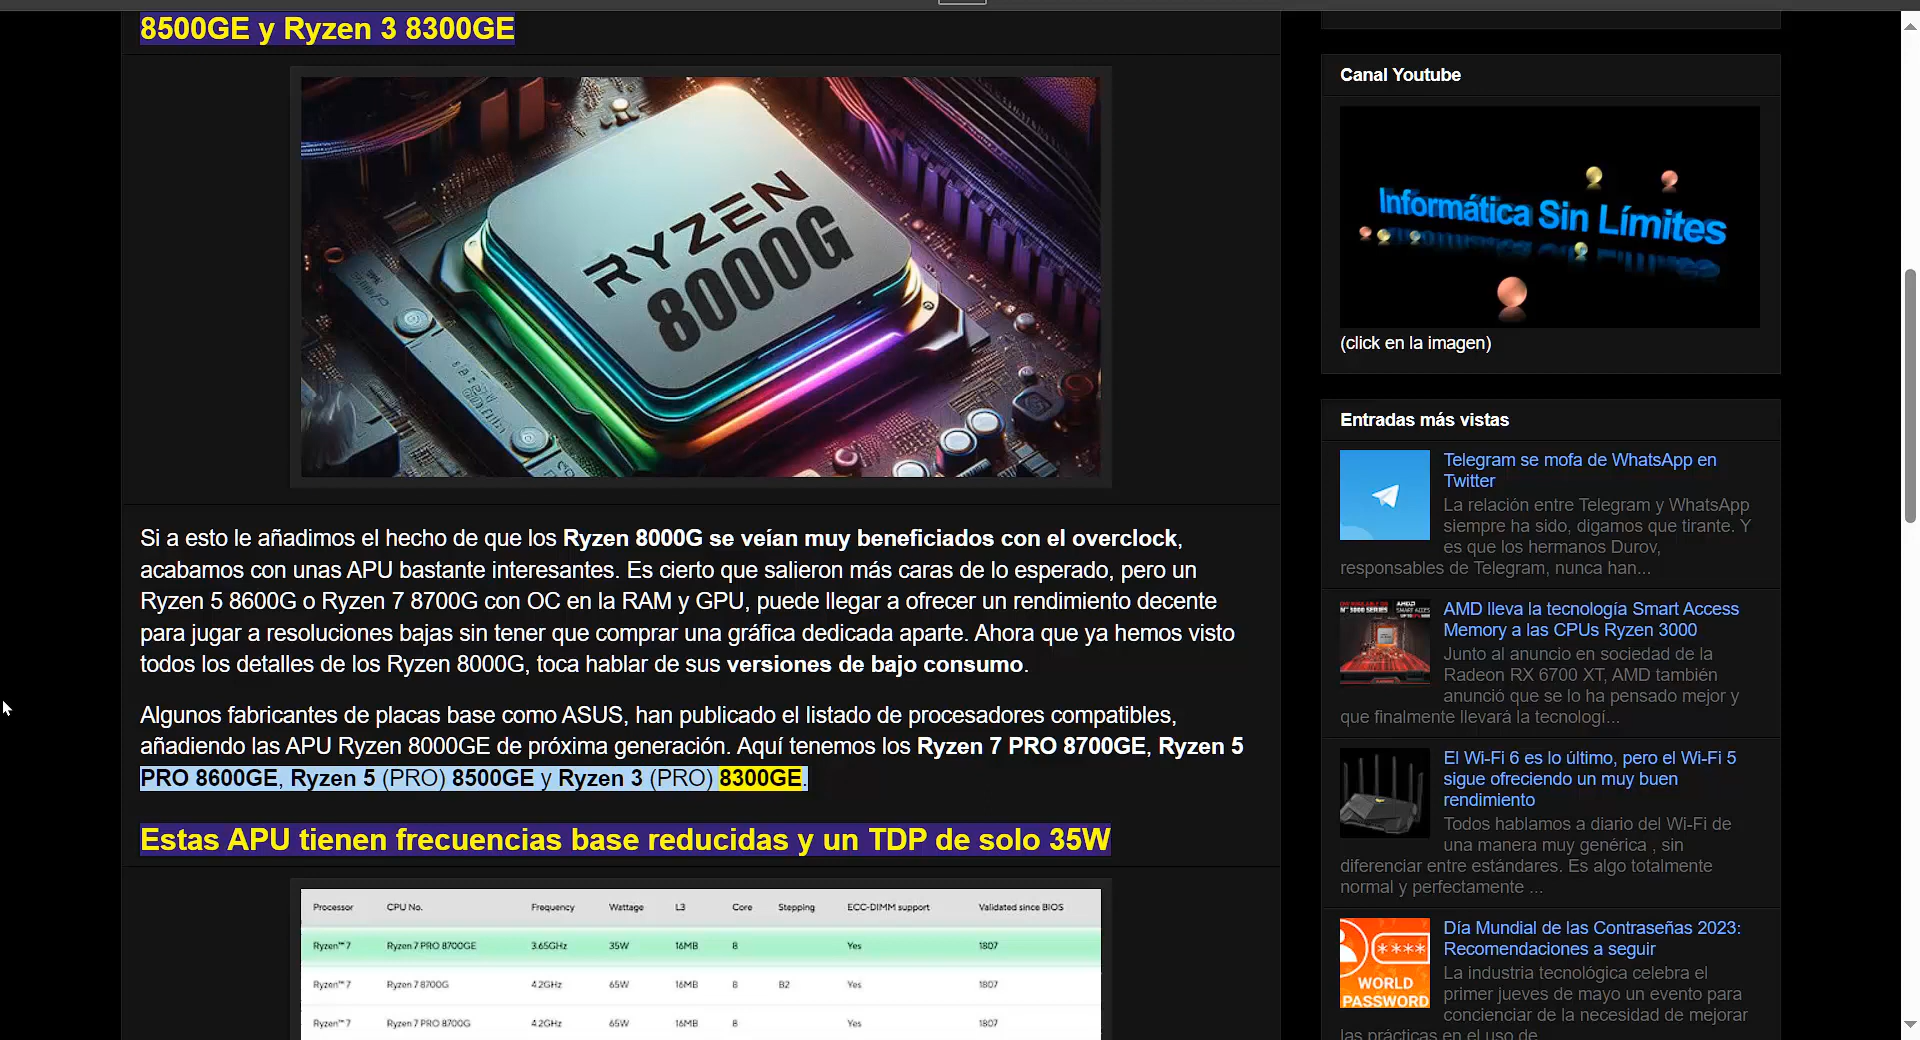 8500GE y Ryzen 3 8300GE
RYZEN
8000G
Si a esto le añadimos el hecho de que los Ryzen 8000G se veían muy beneficiados con el overclock,
acabamos con unas APU bastante interesantes. Es cierto que salieron más caras de lo esperado, pero un
Ryzen 5 8600G o Ryzen 7 8700G con OC en la RAM y GPU, puede llegar a ofrecer un rendimiento decente
para jugar a resoluciones bajas sin tener que comprar una gráfica dedicada aparte. Ahora que ya hemos visto
todos los detalles de los Ryzen 8000G, toca hablar de sus versiones de bajo consumo.
Algunos fabricantes de placas base como ASUS, han publicado el listado de procesadores compatibles,
añadiendo las APU Ryzen 8000GE de próxima generación. Aquí tenemos los Ryzen 7 PRO 8700GE, Ryzen 5
PRO 8600GE, Ryzen 5 (PRO) 8500GE y Ryzen 3 (PRO) 8300GE.
Estas APU tienen frecuencias base reducidas y un TDP de solo 35W
Processor CPU No. Frequency Wattage L3 Core Stepping ECC-DIMM support Validated since BIOS
Ryzen™ 7 Ryzen 7 PRO 8700GE 3.65GHz 35W 16MB 8 Yes 1807
Ryzen™ 7 Ryzen 7 8700G 4.2GHz 65W 16MB 8 B2 Yes 1807
Ryzen™ 7 Ryzen 7 PRO 8700G 4.2GHz 65W 16MB 8 Yes 1807
Canal Youtube
Informática Sin Límites
(click en la imagen)
Entradas más vistas
Telegram se mofa de WhatsApp en
Twitter
La relación entre Telegram y WhatsApp
siempre ha sido, digamos que tirante. Y
es que los hermanos Durov,
responsables de Telegram, nunca han...
AMD lleva la tecnología Smart Access
Memory a las CPUs Ryzen 3000
Junto al anuncio en sociedad de la
Radeon RX 6700 XT, AMD también
anunció que se lo ha pensado mejor y
que finalmente llevará la tecnologí...
El Wi-Fi 6 es lo último, pero el Wi-Fi 5
sigue ofreciendo un muy buen
rendimiento
Todos hablamos a diario del Wi-Fi de
una manera muy genérica , sin
diferenciar entre estándares. Es algo totalmente
normal y perfectamente ...
****
WORLD
PASSWORD
Día Mundial de las Contraseñas 2023:
Recomendaciones a seguir
La industria tecnológica celebra el
primer jueves de mayo un evento para
concienciar de la necesidad de mejorar
las prácticas en el uso de